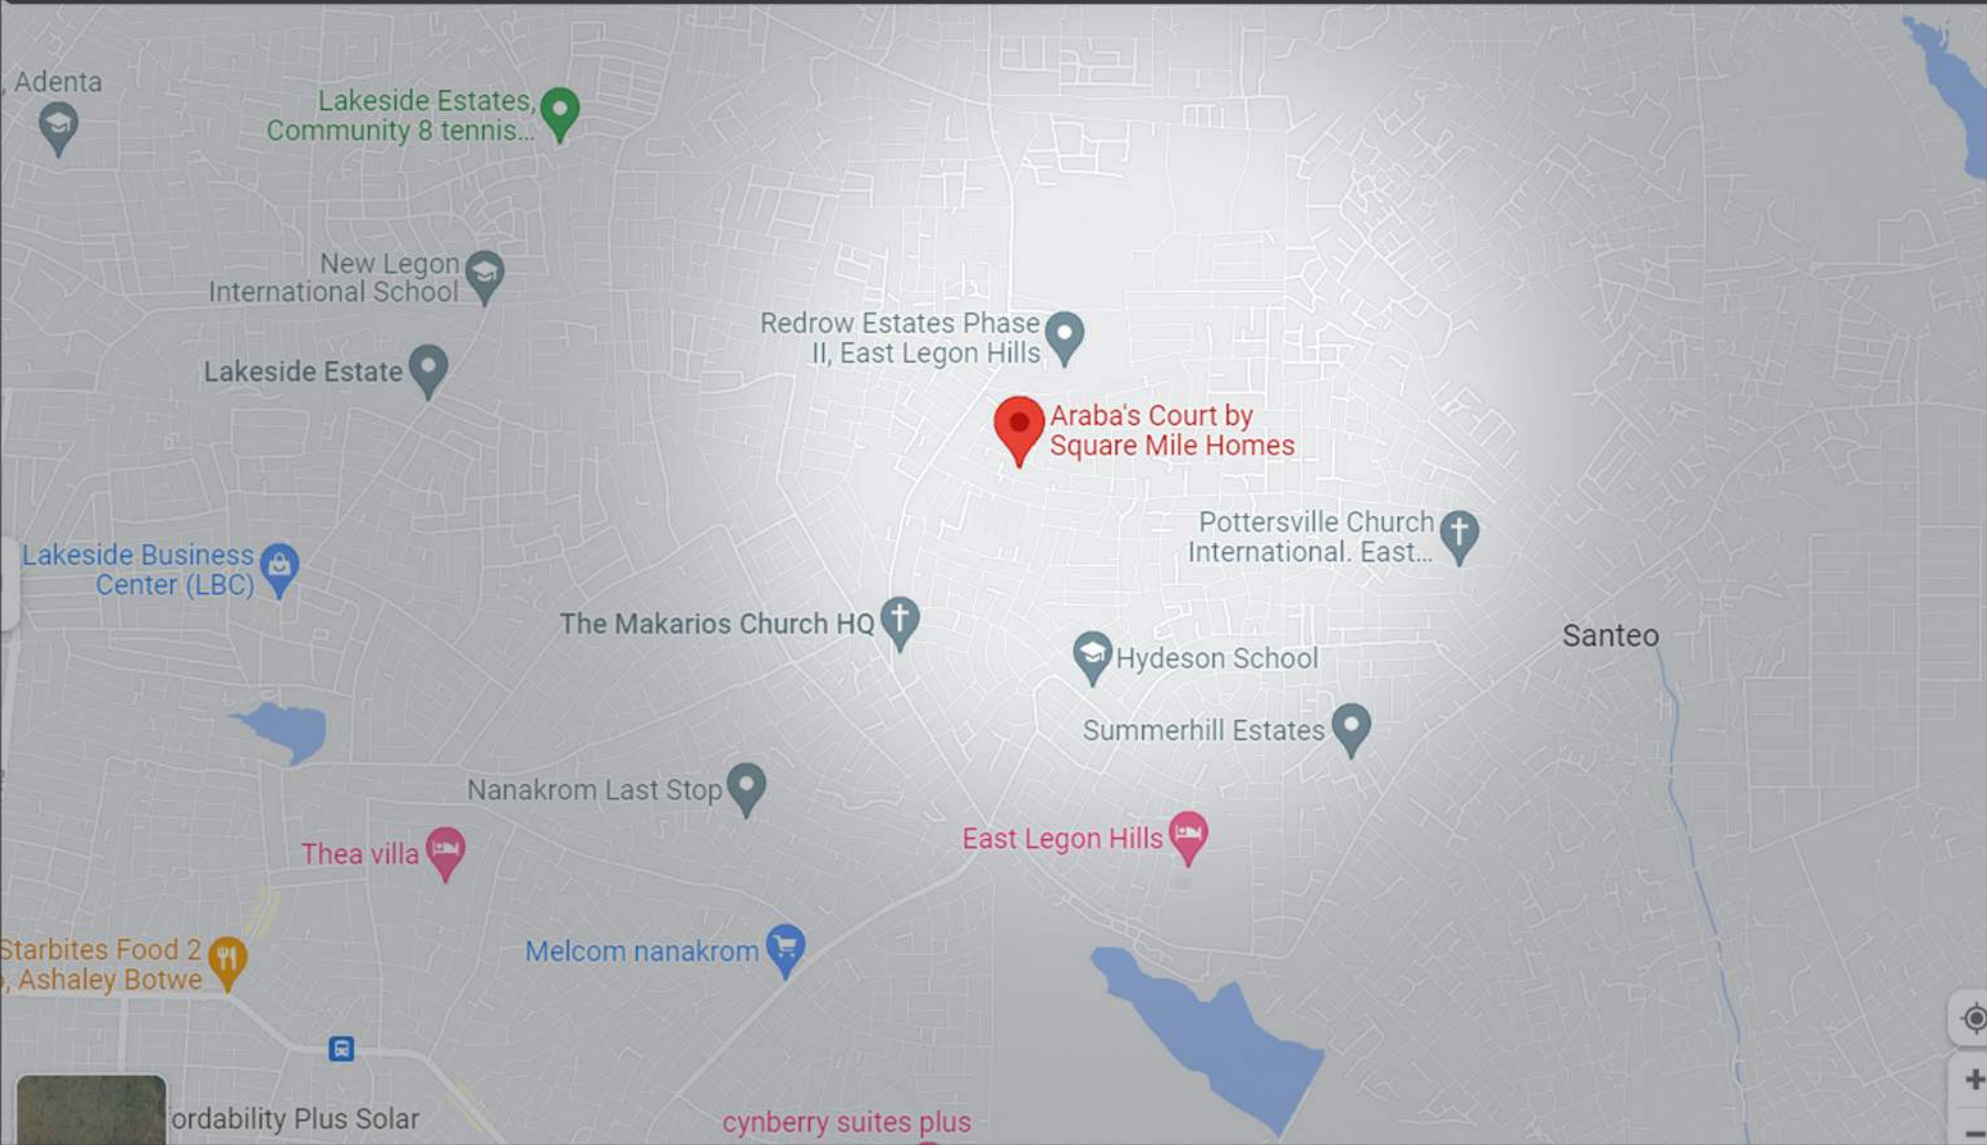 , Adenta
Lakeside Estates,
Community 8 tennis...
New Legon
International School
Redrow Estates Phase
II, East Legon Hills
Lakeside Estate
Araba's Court by
Square Mile Homes
Pottersville Church
International. East...
Lakeside Business
Center (LBC)
The Makarios Church HQ
Santeo
Hydeson School
Summerhill Estates
Nanakrom Last Stop
East Legon Hills
Thea villa
Starbites Food 2
, Ashaley Botwe
Melcom nanakrom
ordability Plus Solar
cynberry suites plus